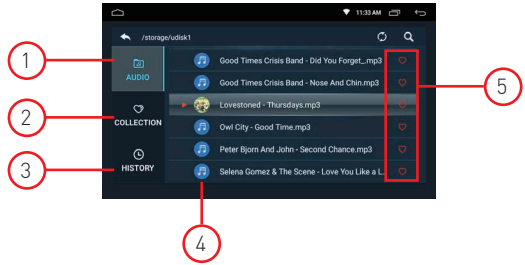 11:33 AM
/storage/udisk1
1
AUDIO
Good Times Crisis Band - Did You Forget_.mp3
Good Times Crisis Band - Nose And Chin.mp3
5
2
COLLECTION
Lovestoned - Thursdays.mp3
Owl City - Good Time.mp3
3
HISTORY
Peter Bjorn And John - Second Chance.mp3
Selena Gomez & The Scene - Love You Like a L..
4